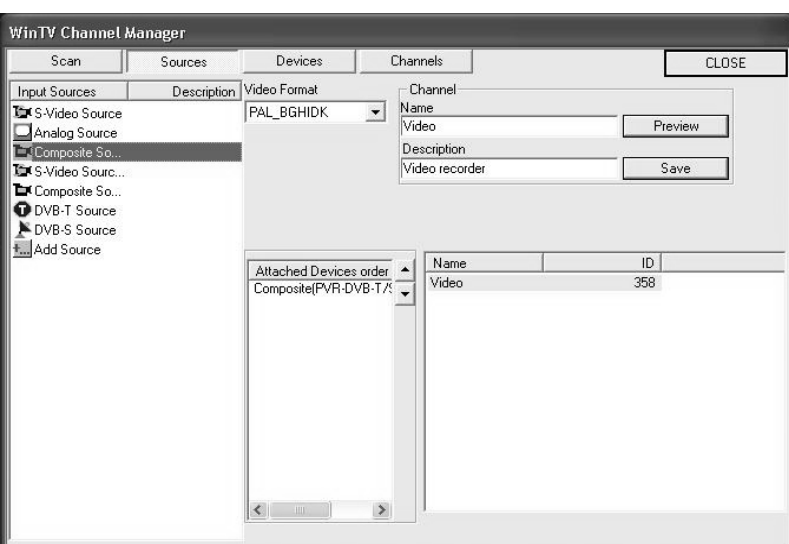 WinTV Channel Manager
Scan Sources Devices Channels CLOSE
Input Sources Description
S-Video Source
Analog Source
Composite So...
S-Video Sourc...
Composite So...
DVB-T Source
DVB-S Source
+... Add Source
Video Format
PAL_BGHIDK
Channel
Name
Video Preview
Description
Video recorder Save
Attached Devices order
Composite(PVR-DVB-T/S
Name ID
Video 358